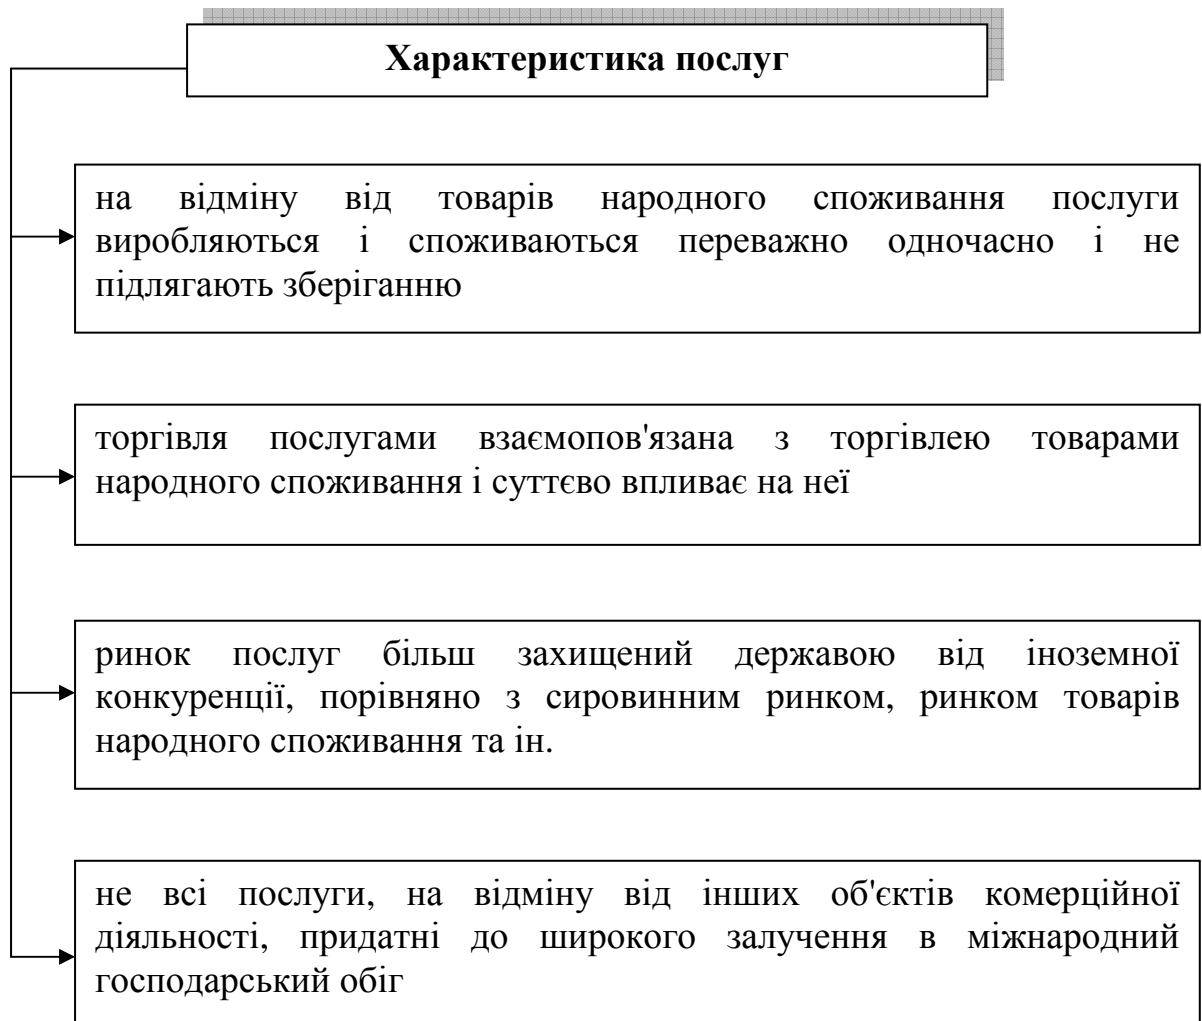 Характеристика послуг
на відміну від товарів народного споживання послуги
виробляються і споживаються переважно одночасно і не
підлягають зберіганню
торгівля послугами взаємопов'язана з торгівлею товарами
народного споживання і суттєво впливає на неї
ринок послуг більш захищений державою від іноземної
конкуренції, порівняно з сировинним ринком, ринком товарів
народного споживання та ін.
не всі послуги, на відміну від інших об'єктів комерційної
діяльності, придатні до широкого залучення в міжнародний
господарський обіг